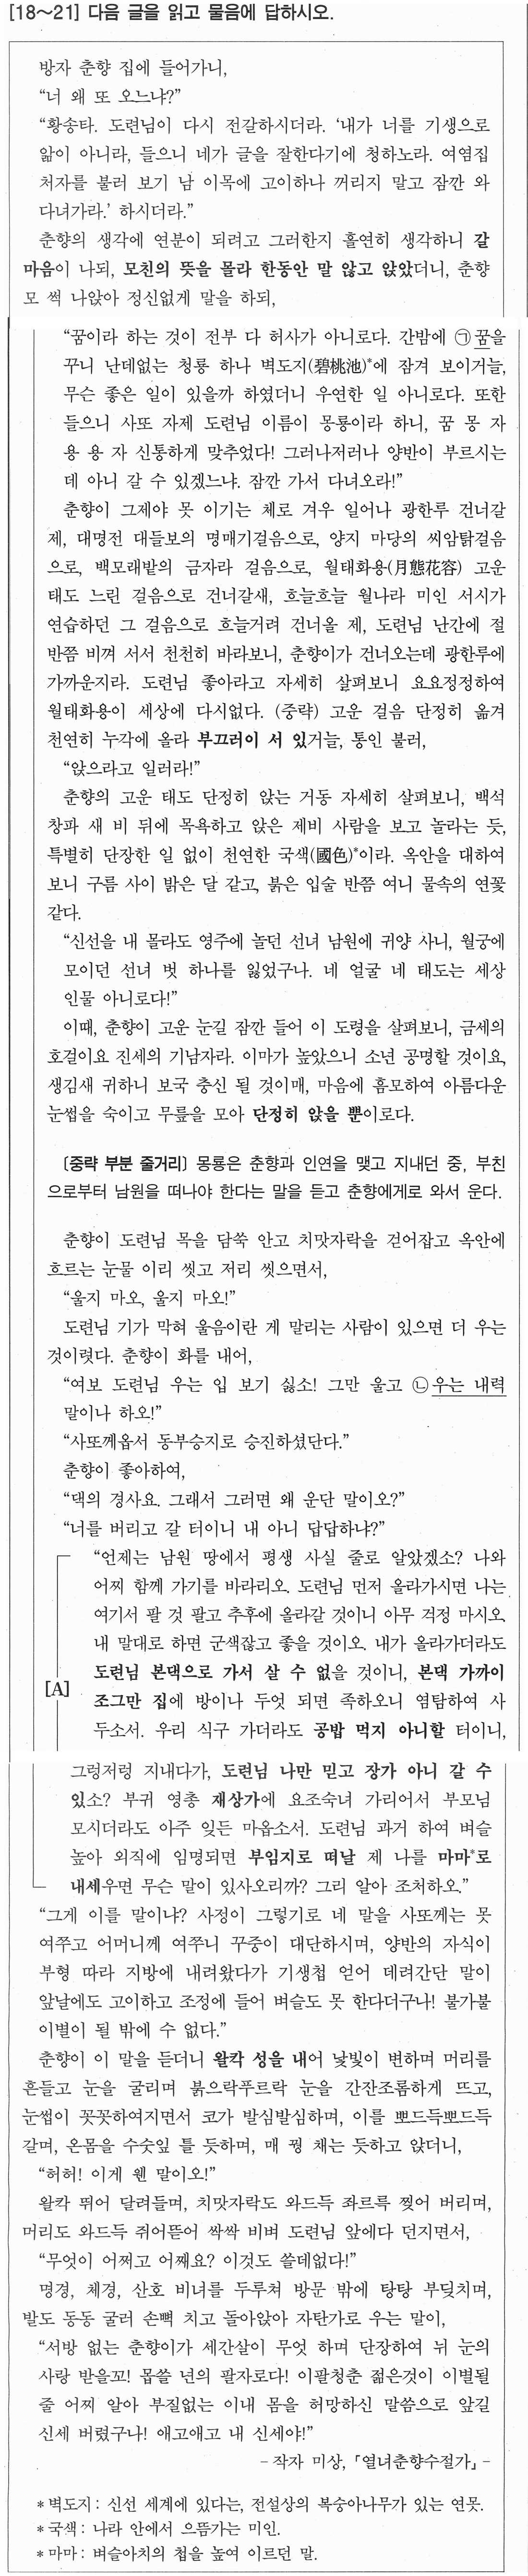 [18~21] 다음 글을 읽고 물음에 답하시오.
방자 춘향 집에 들어가니,
“너 왜 또 오느냐?”
“황송타. 도련님이 다시 전갈하시더라. ‘내가 너를 기생으로
앎이 아니라, 들으니 네가 글을 잘한다기에 청하노라. 여염집
처자를 불러 보기 남 이목에 고이하나 꺼리지 말고 잠깐 와
다녀가라.’ 하시더라.”
춘향의 생각에 연분이 되려고 그러한지 홀연히 생각하니 갈
마음이 나되, 모친의 뜻을 몰라 한동안 말 않고 앉았더니, 춘향
모 썩 나앉아 정신없게 말을 하되,
“꿈이라 하는 것이 전부 다 허사가 아니로다. 간밤에 ㉠꿈을
꾸니 난데없는 청룡 하나 벽도지(碧桃池)*에 잠겨 보이거늘,
무슨 좋은 일이 있을까 하였더니 우연한 일 아니로다. 또한
들으니 사또 자제 도련님 이름이 몽룡이라 하니, 꿈 몽 자
용 용 자 신통하게 맞추었다! 그러나저러나 양반이 부르시는
데 아니 갈 수 있겠느냐. 잠깐 가서 다녀오라!”
춘향이 그제야 못 이기는 체로 겨우 일어나 광한루 건너갈
제, 대명전 대들보의 명매기걸음으로, 양지 마당의 씨암탉걸음
으로, 백모래밭의 금자라 걸음으로, 월태화용(月態花容) 고운
태도 느린 걸음으로 건너갈새, 흐늘흐늘 월나라 미인 서시가
연습하던 그 걸음으로 흐늘거려 건너올 제, 도련님 난간에 절
반쯤 비껴 서서 천천히 바라보니, 춘향이가 건너오는데 광한루에
가까운지라. 도련님 좋아라고 자세히 살펴보니 요요정정하여
월태화용이 세상에 다시없다. (중략) 고운 걸음 단정히 옮겨
천연히 누각에 올라 부끄러이 서 있거늘, 통인 불러,
“앉으라고 일러라!”
춘향의 고운 태도 단정히 앉는 거동 자세히 살펴보니, 백석
창파 새 비 뒤에 목욕하고 앉은 제비 사람을 보고 놀라는 듯,
특별히 단장한 일 없이 천연한 국색(國色)*이라. 옥안을 대하여
보니 구름 사이 밝은 달 같고, 붉은 입술 반쯤 여니 물속의 연꽃
같다.
“신선을 내 몰라도 영주에 놀던 선녀 남원에 귀양 사니, 월궁에
모이던 선녀 벗 하나를 잃었구나. 네 얼굴 네 태도는 세상
인물 아니로다!”
이때, 춘향이 고운 눈길 잠깐 들어 이 도령을 살펴보니, 금세의
호걸이요 진세의 기남자라. 이마가 높았으니 소년 공명할 것이요,
생김새 귀하니 보국 충신 될 것이매, 마음에 흠모하여 아름다운
눈썹을 숙이고 무릎을 모아 단정히 앉을 뿐이로다.
[중략 부분 줄거리] 몽룡은 춘향과 인연을 맺고 지내던 중, 부친
으로부터 남원을 떠나야 한다는 말을 듣고 춘향에게로 와서 운다.
춘향이 도련님 목을 담쑥 안고 치맛자락을 걷어잡고 옥안에
흐르는 눈물 이리 씻고 저리 씻으면서,
“울지 마오, 울지 마오!”
도련님 기가 막혀 울음이란 게 말리는 사람이 있으면 더 우는
것이렷다. 춘향이 화를 내어,
“여보 도련님 우는 입 보기 싫소! 그만 울고 ㉡우는 내력
말이나 하오!”
“사또께옵서 동부승지로 승진하셨단다.”
춘향이 좋아하여,
“댁의 경사요. 그래서 그러면 왜 운단 말이오?”
“너를 버리고 갈 터이니 내 아니 답답하냐?”
“언제는 남원 땅에서 평생 사실 줄로 알았겠소? 나와
어찌 함께 가기를 바라리오. 도련님 먼저 올라가시면 나는
여기서 팔 것 팔고 추후에 올라갈 것이니 아무 걱정 마시오.
내 말대로 하면 군색잖고 좋을 것이오. 내가 올라가더라도
도련님 본댁으로 가서 살 수 없을 것이니, 본댁 가까이
[A] 조그만 집에 방이나 두엇 되면 족하오니 염탐하여 사
두소서. 우리 식구 가더라도 공밥 먹지 아니할 터이니,
그렁저렁 지내다가, 도련님 나만 믿고 장가 아니 갈 수
있소? 부귀 영총 재상가에 요조숙녀 가리어서 부모님
모시더라도 아주 잊든 마옵소서. 도련님 과거 하여 벼슬
높아 외직에 임명되면 부임지로 떠날 제 나를 마마*로
내세우면 무슨 말이 있사오리까? 그리 알아 조처하오.”
“그게 이를 말이냐? 사정이 그렇기로 네 말을 사또께는 못
여쭈고 어머니께 여쭈니 꾸중이 대단하시며, 양반의 자식이
부형 따라 지방에 내려왔다가 기생첩 얻어 데려간단 말이
앞날에도 고이하고 조정에 들어 벼슬도 못 한다더구나! 불가불
이별이 될 밖에 수 없다.”
춘향이 이 말을 듣더니 왈칵 성을 내어 낯빛이 변하며 머리를
흔들고 눈을 굴리며 붉으락푸르락 눈을 간잔조롬하게 뜨고,
눈썹이 꼿꼿하여지면서 코가 발심발심하며, 이를 뽀드득뽀드득
갈며, 온몸을 수숫잎 틀 듯하며, 매 꿩 채는 듯하고 앉더니,
“허허! 이게 웬 말이오!”
왈칵 뛰어 달려들며, 치맛자락도 와드득 좌르륵 찢어 버리며,
머리도 와드득 쥐어뜯어 싹싹 비벼 도련님 앞에다 던지면서,
“무엇이 어쩌고 어째요? 이것도 쓸데없다!”
명경, 체경, 산호 비녀를 두루쳐 방문 밖에 탕탕 부딪치며,
발도 동동 굴러 손뼉 치고 돌아앉아 자탄가로 우는 말이,
“서방 없는 춘향이가 세간살이 무엇 하며 단장하여 뉘 눈의
사랑 받을꼬! 몹쓸 년의 팔자로다! 이팔청춘 젊은것이 이별될
줄 어찌 알아 부질없는 이내 몸을 허망하신 말씀으로 앞길
신세 버렸구나! 애고애고 내 신세야!”
- 작자 미상, 「열녀춘향수절가」 -
* 벽도지 : 신선 세계에 있다는, 전설상의 복숭아나무가 있는 연못.
* 국색 : 나라 안에서 으뜸가는 미인.
* 마마 : 벼슬아치의 첩을 높여 이르던 말.